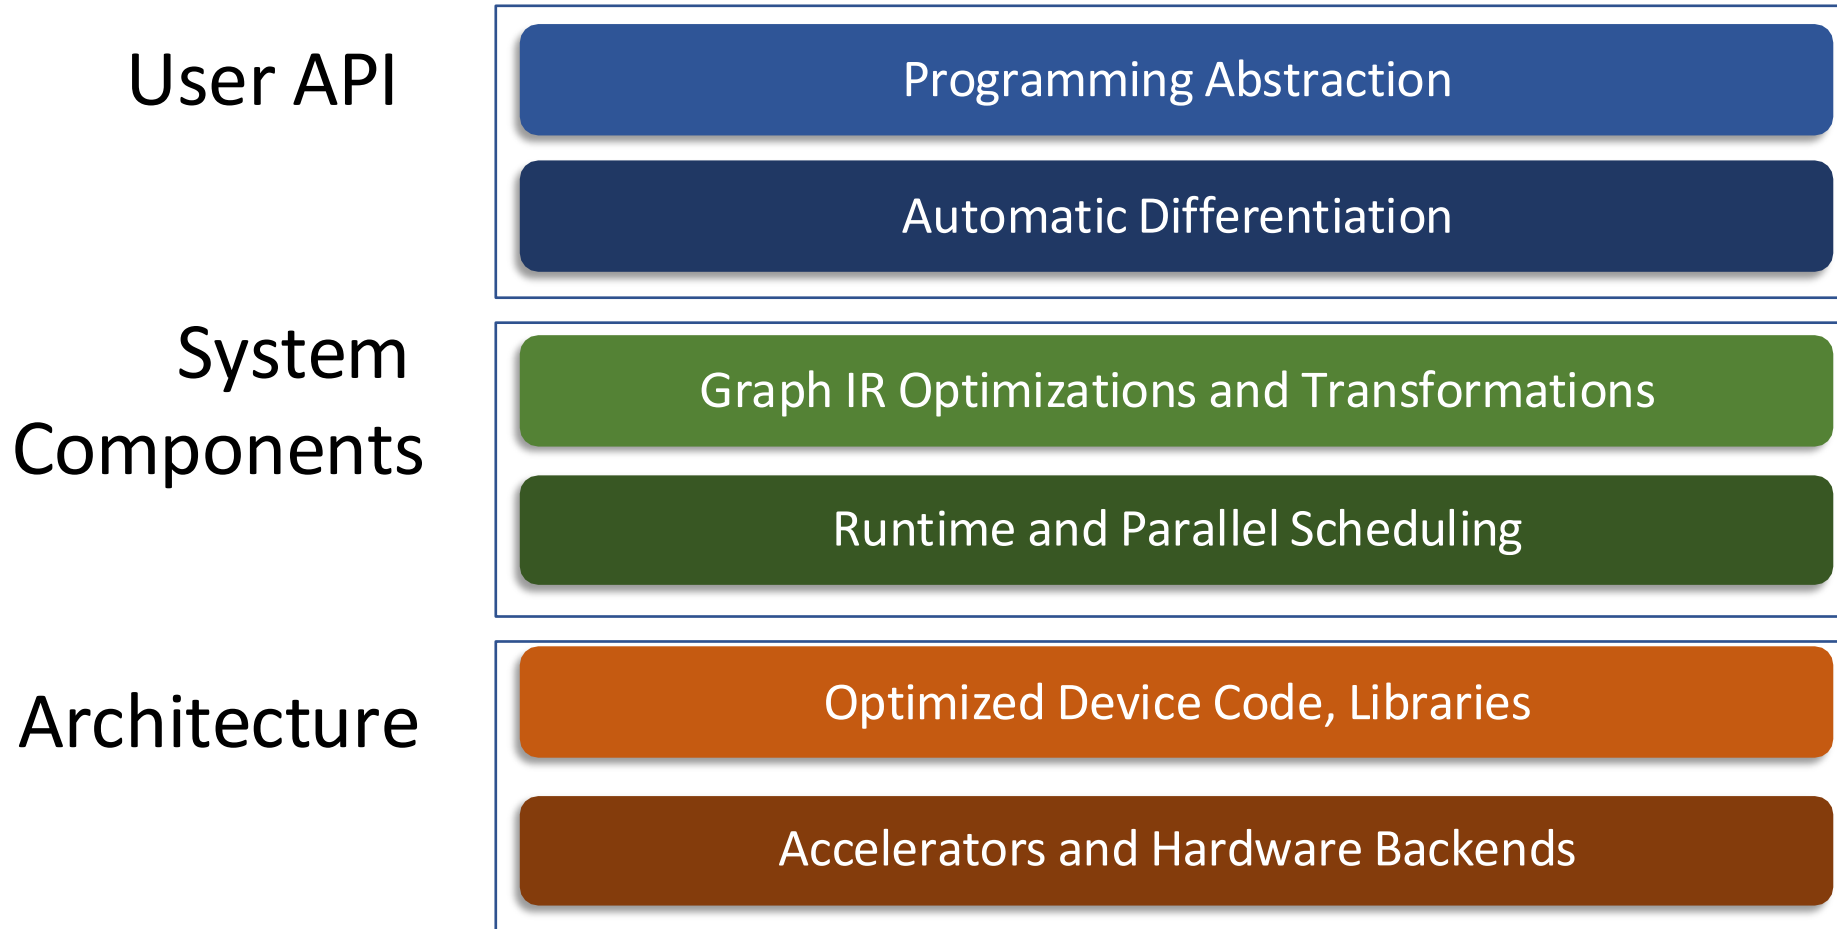 User API
Programming Abstraction
Automatic Differentiation
System
Components
Graph IR Optimizations and Transformations
Runtime and Parallel Scheduling
Architecture
Optimized Device Code, Libraries
Accelerators and Hardware Backends